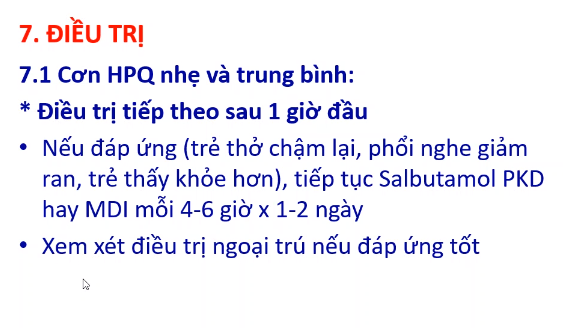 7. ĐIỀU TRỊ
7.1 Cơn HPQ nhẹ và trung bình:
* Điều trị tiếp theo sau 1 giờ đầu
• Nếu đáp ứng (trẻ thở chậm lại, phổi nghe giảm
ran, trẻ thấy khỏe hơn), tiếp tục Salbutamol PKD
hay MDI mỗi 4-6 giờ x 1-2 ngày
• Xem xét điều trị ngoại trú nếu đáp ứng tốt